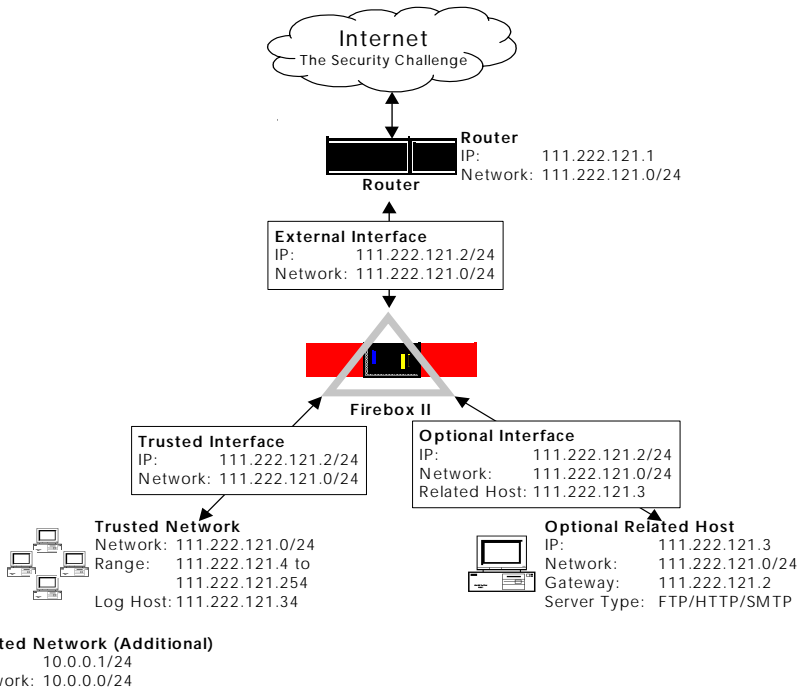 Internet
The Security Challenge
Router
IP: 111.222.121.1
Network: 111.222.121.0/24
Router
External Interface
IP: 111.222.121.2/24
Network: 111.222.121.0/24
Firebox II
Trusted Interface
IP: 111.222.121.2/24
Network: 111.222.121.0/24
Optional Interface
IP: 111.222.121.2/24
Network: 111.222.121.0/24
Related Host: 111.222.121.3
Trusted Network
Network: 111.222.121.0/24
Range: 111.222.121.4 to
111.222.121.254
Log Host: 111.222.121.34
Optional Related Host
IP: 111.222.121.3
Network: 111.222.121.0/24
Gateway: 111.222.121.2
Server Type: FTP/HTTP/SMTP
ted Network (Additional)
10.0.0.1/24
work: 10.0.0.0/24